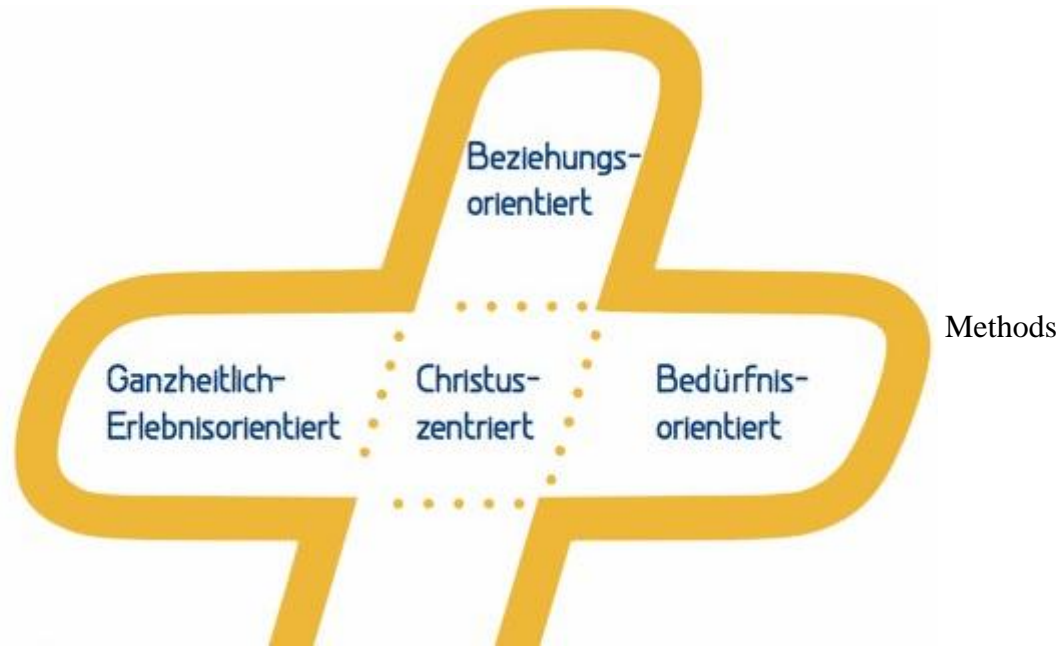 Beziehungs-
orientiert
Methods
Ganzheitlich-
Erlebnisorientiert
Christus-
zentriert
Bedürfnis-
orientiert